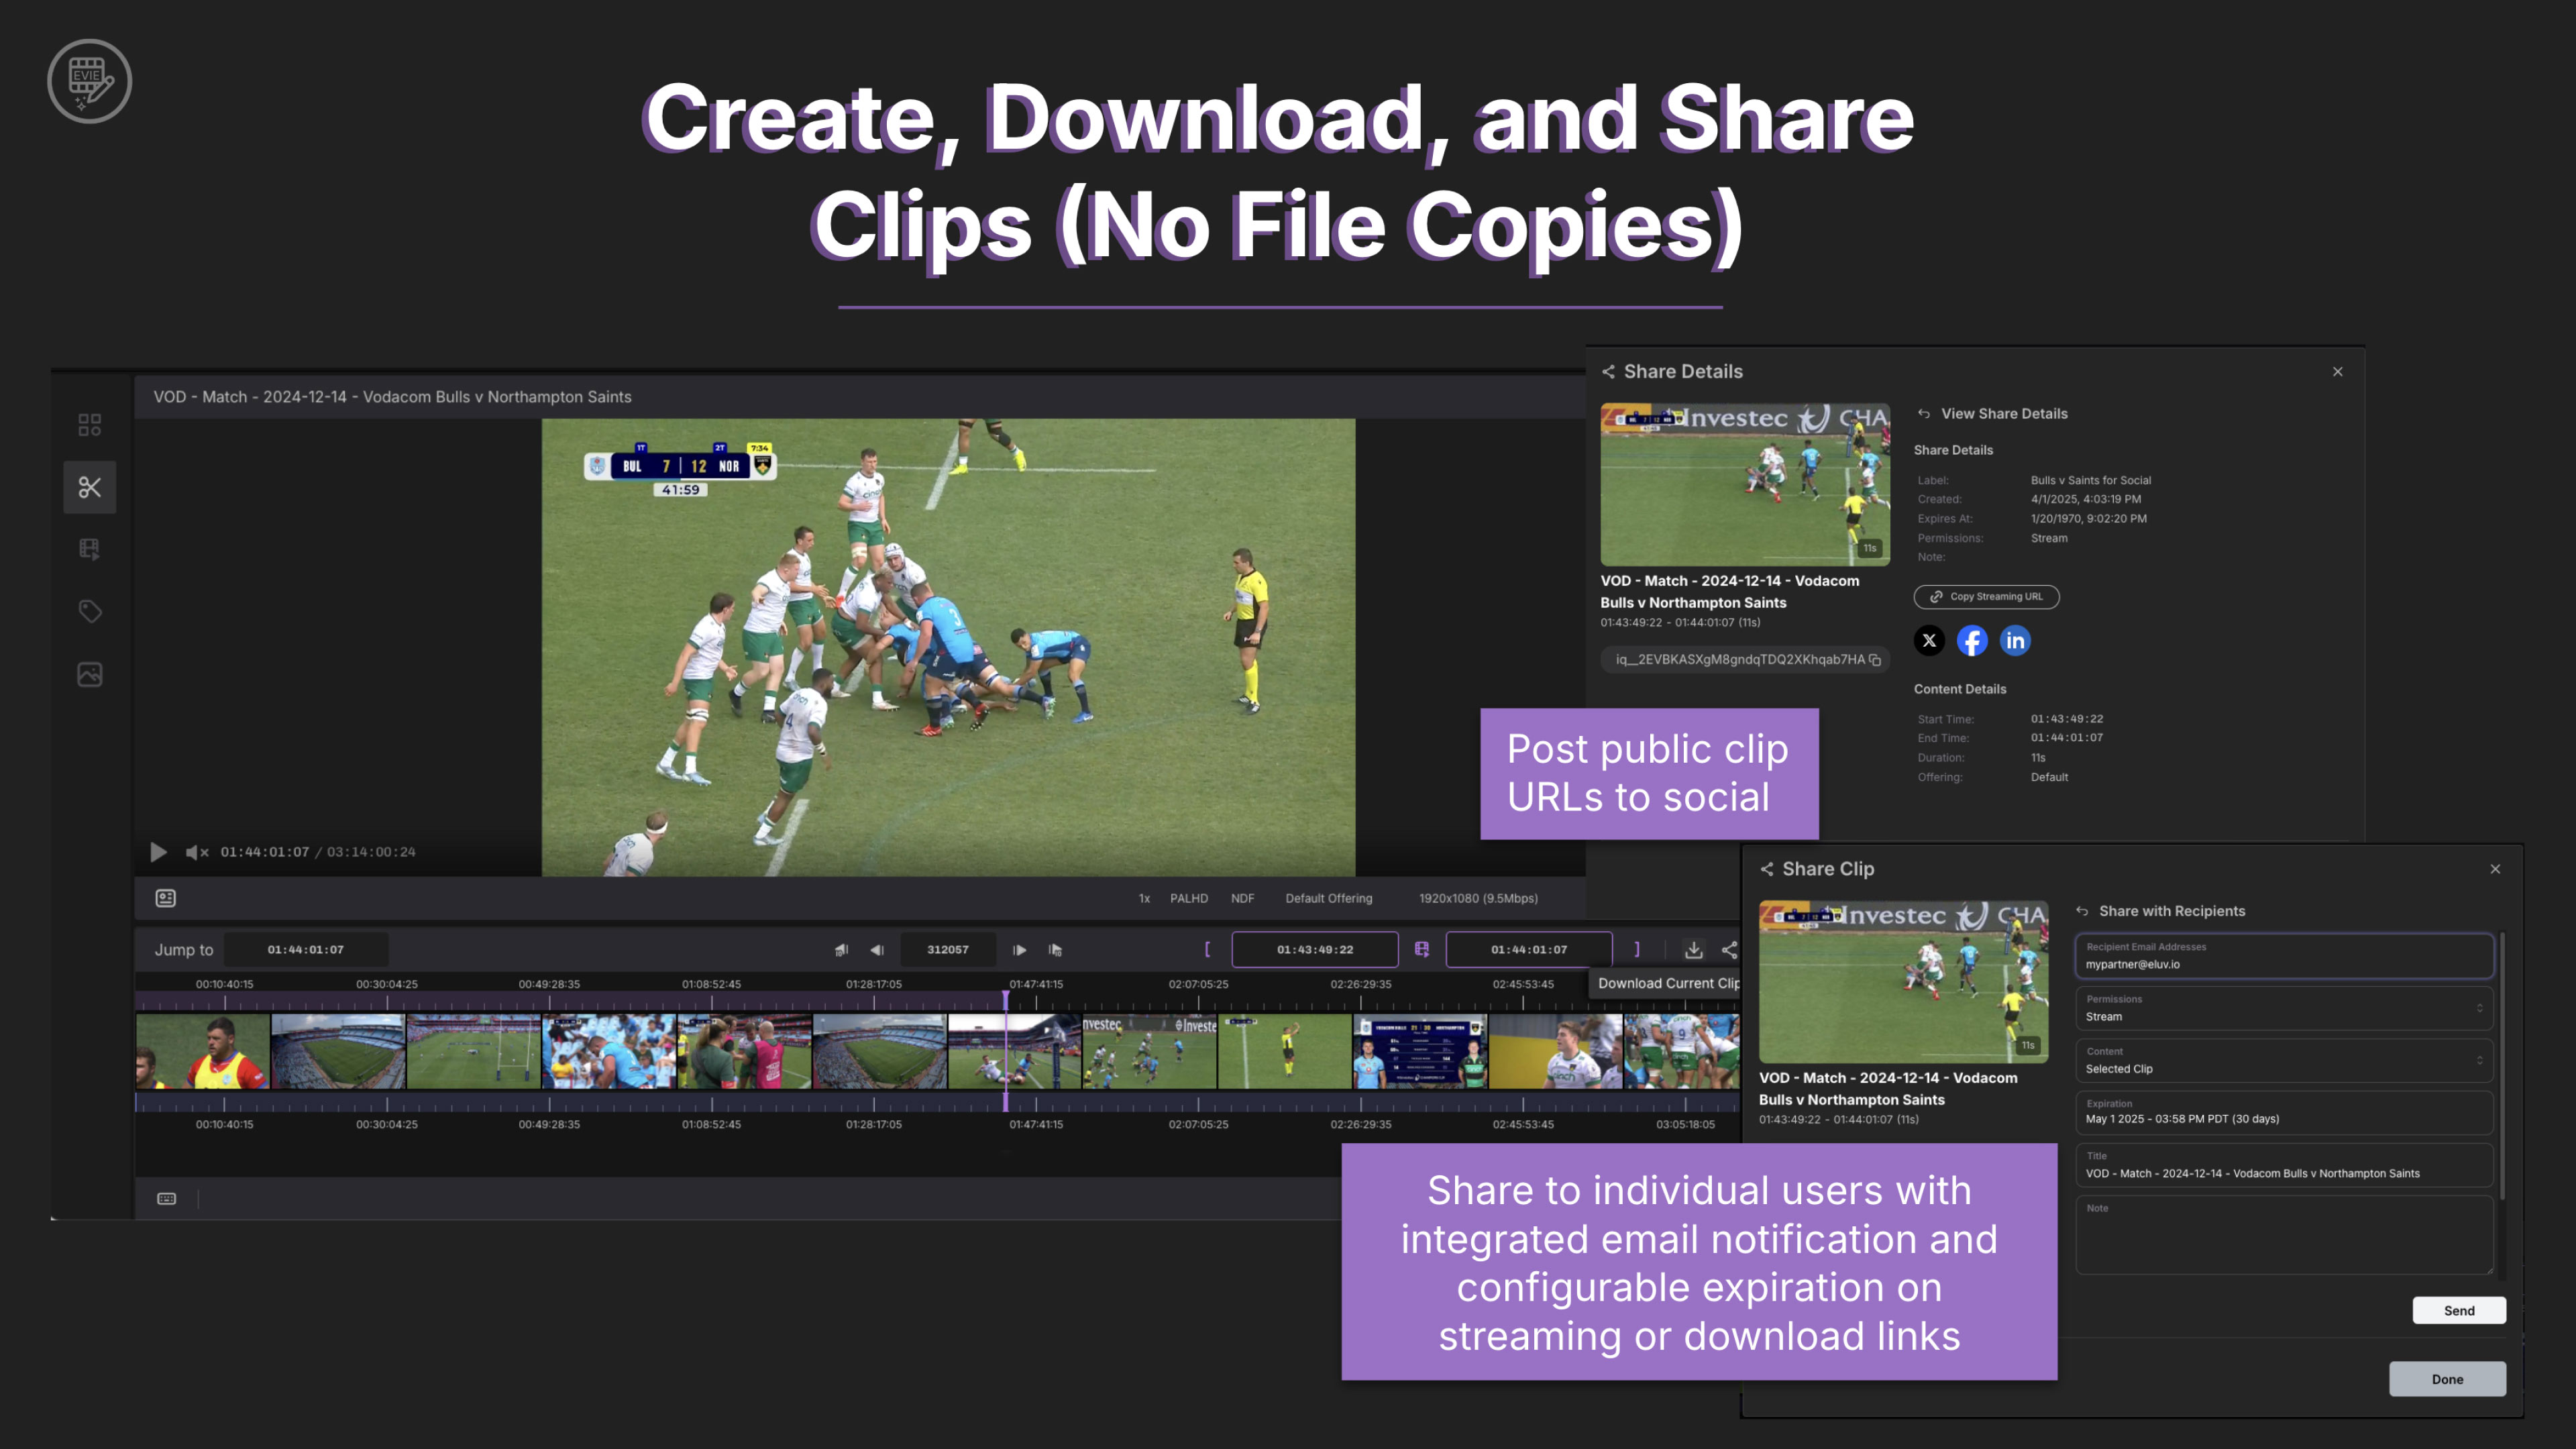 EVIE
Create, Download, and Share
Clips (No File Copies)
VOD - Match - 2024-12-14 - Vodacom Bulls v Northampton Saints
1T 2T 7:34
BUL 7 12 NOR
41:59
cinch
3
4
01:44:01:07 / 03:14:00:24
1x PALHD NDF Default Offering 1920x1080 (9.5Mbps)
Jump to 01:44:01:07 312057 [ 01:43:49:22 01:44:01:07 ]
Download Current Clip
00:10:40:15 00:30:04:25 00:49:28:35 01:08:52:45 01:28:17:05 01:47:41:15 02:07:05:25 02:26:29:35 02:45:53:45
00:10:40:15 00:30:04:25 00:49:28:35 01:08:52:45 01:28:17:05 01:47:41:15 02:07:05:25 02:26:29:35 02:45:53:45 03:05:18:05
Share Details
Investec CHA
11s
VOD - Match - 2024-12-14 - Vodacom
Bulls v Northampton Saints
01:43:49:22 - 01:44:01:07 (11s)
iq__2EVBKASXgM8gndqTDQ2XKhqab7HA
View Share Details
Share Details
Label: Bulls v Saints for Social
Created: 4/1/2025, 4:03:19 PM
Expires At: 1/20/1970, 9:02:20 PM
Permissions: Stream
Note:
Copy Streaming URL
X f in
Content Details
Start Time: 01:43:49:22
End Time: 01:44:01:07
Duration: 11s
Offering: Default
Post public clip
URLs to social
Share Clip
Investec CHA
11s
VOD - Match - 2024-12-14 - Vodacom
Bulls v Northampton Saints
01:43:49:22 - 01:44:01:07 (11s)
Share with Recipients
Recipient Email Addresses
mypartner@eluv.io
Permissions
Stream
Content
Selected Clip
Expiration
May 1 2025 - 03:58 PM PDT (30 days)
Title
VOD - Match - 2024-12-14 - Vodacom Bulls v Northampton Saints
Note
Send
Done
Share to individual users with
integrated email notification and
configurable expiration on
streaming or download links